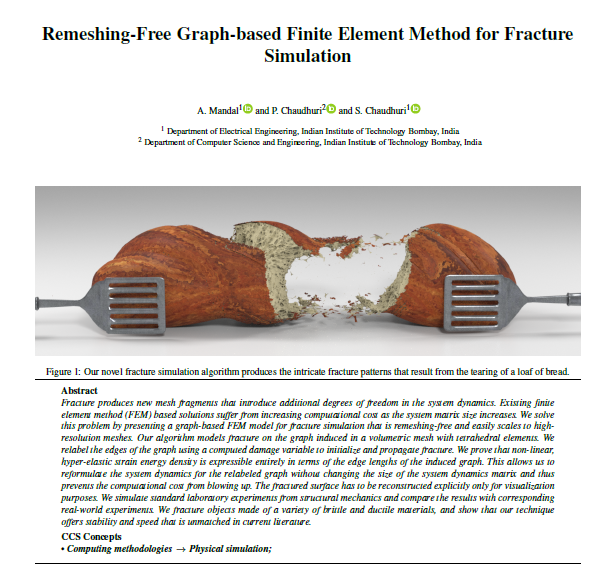 Remeshing-Free Graph-based Finite Element Method for Fracture
Simulation
A. Mandal1 and P. Chaudhuri2 and S. Chaudhuri1
1 Department of Electrical Engineering, Indian Institute of Technology Bombay, India
2 Department of Computer Science and Engineering, Indian Institute of Technology Bombay, India
Figure 1: Our novel fracture simulation algorithm produces the intricate fracture patterns that result from the tearing of a loaf of bread.
Abstract
Fracture produces new mesh fragments that introduce additional degrees of freedom in the system dynamics. Existing finite
element method (FEM) based solutions suffer from increasing computational cost as the system matrix size increases. We solve
this problem by presenting a graph-based FEM model for fracture simulation that is remeshing-free and easily scales to high-
resolution meshes. Our algorithm models fracture on the graph induced in a volumetric mesh with tetrahedral elements. We
relabel the edges of the graph using a computed damage variable to initialize and propagate fracture. We prove that non-linear,
hyper-elastic strain energy density is expressible entirely in terms of the edge lengths of the induced graph. This allows us to
reformulate the system dynamics for the relabeled graph without changing the size of the system dynamics matrix and thus
prevents the computational cost from blowing up. The fractured surface has to be reconstructed explicitly only for visualization
purposes. We simulate standard laboratory experiments from structural mechanics and compare the results with corresponding
real-world experiments. We fracture objects made of a variety of brittle and ductile materials, and show that our technique
offers stability and speed that is unmatched in current literature.
CCS Concepts
• Computing methodologies → Physical simulation;